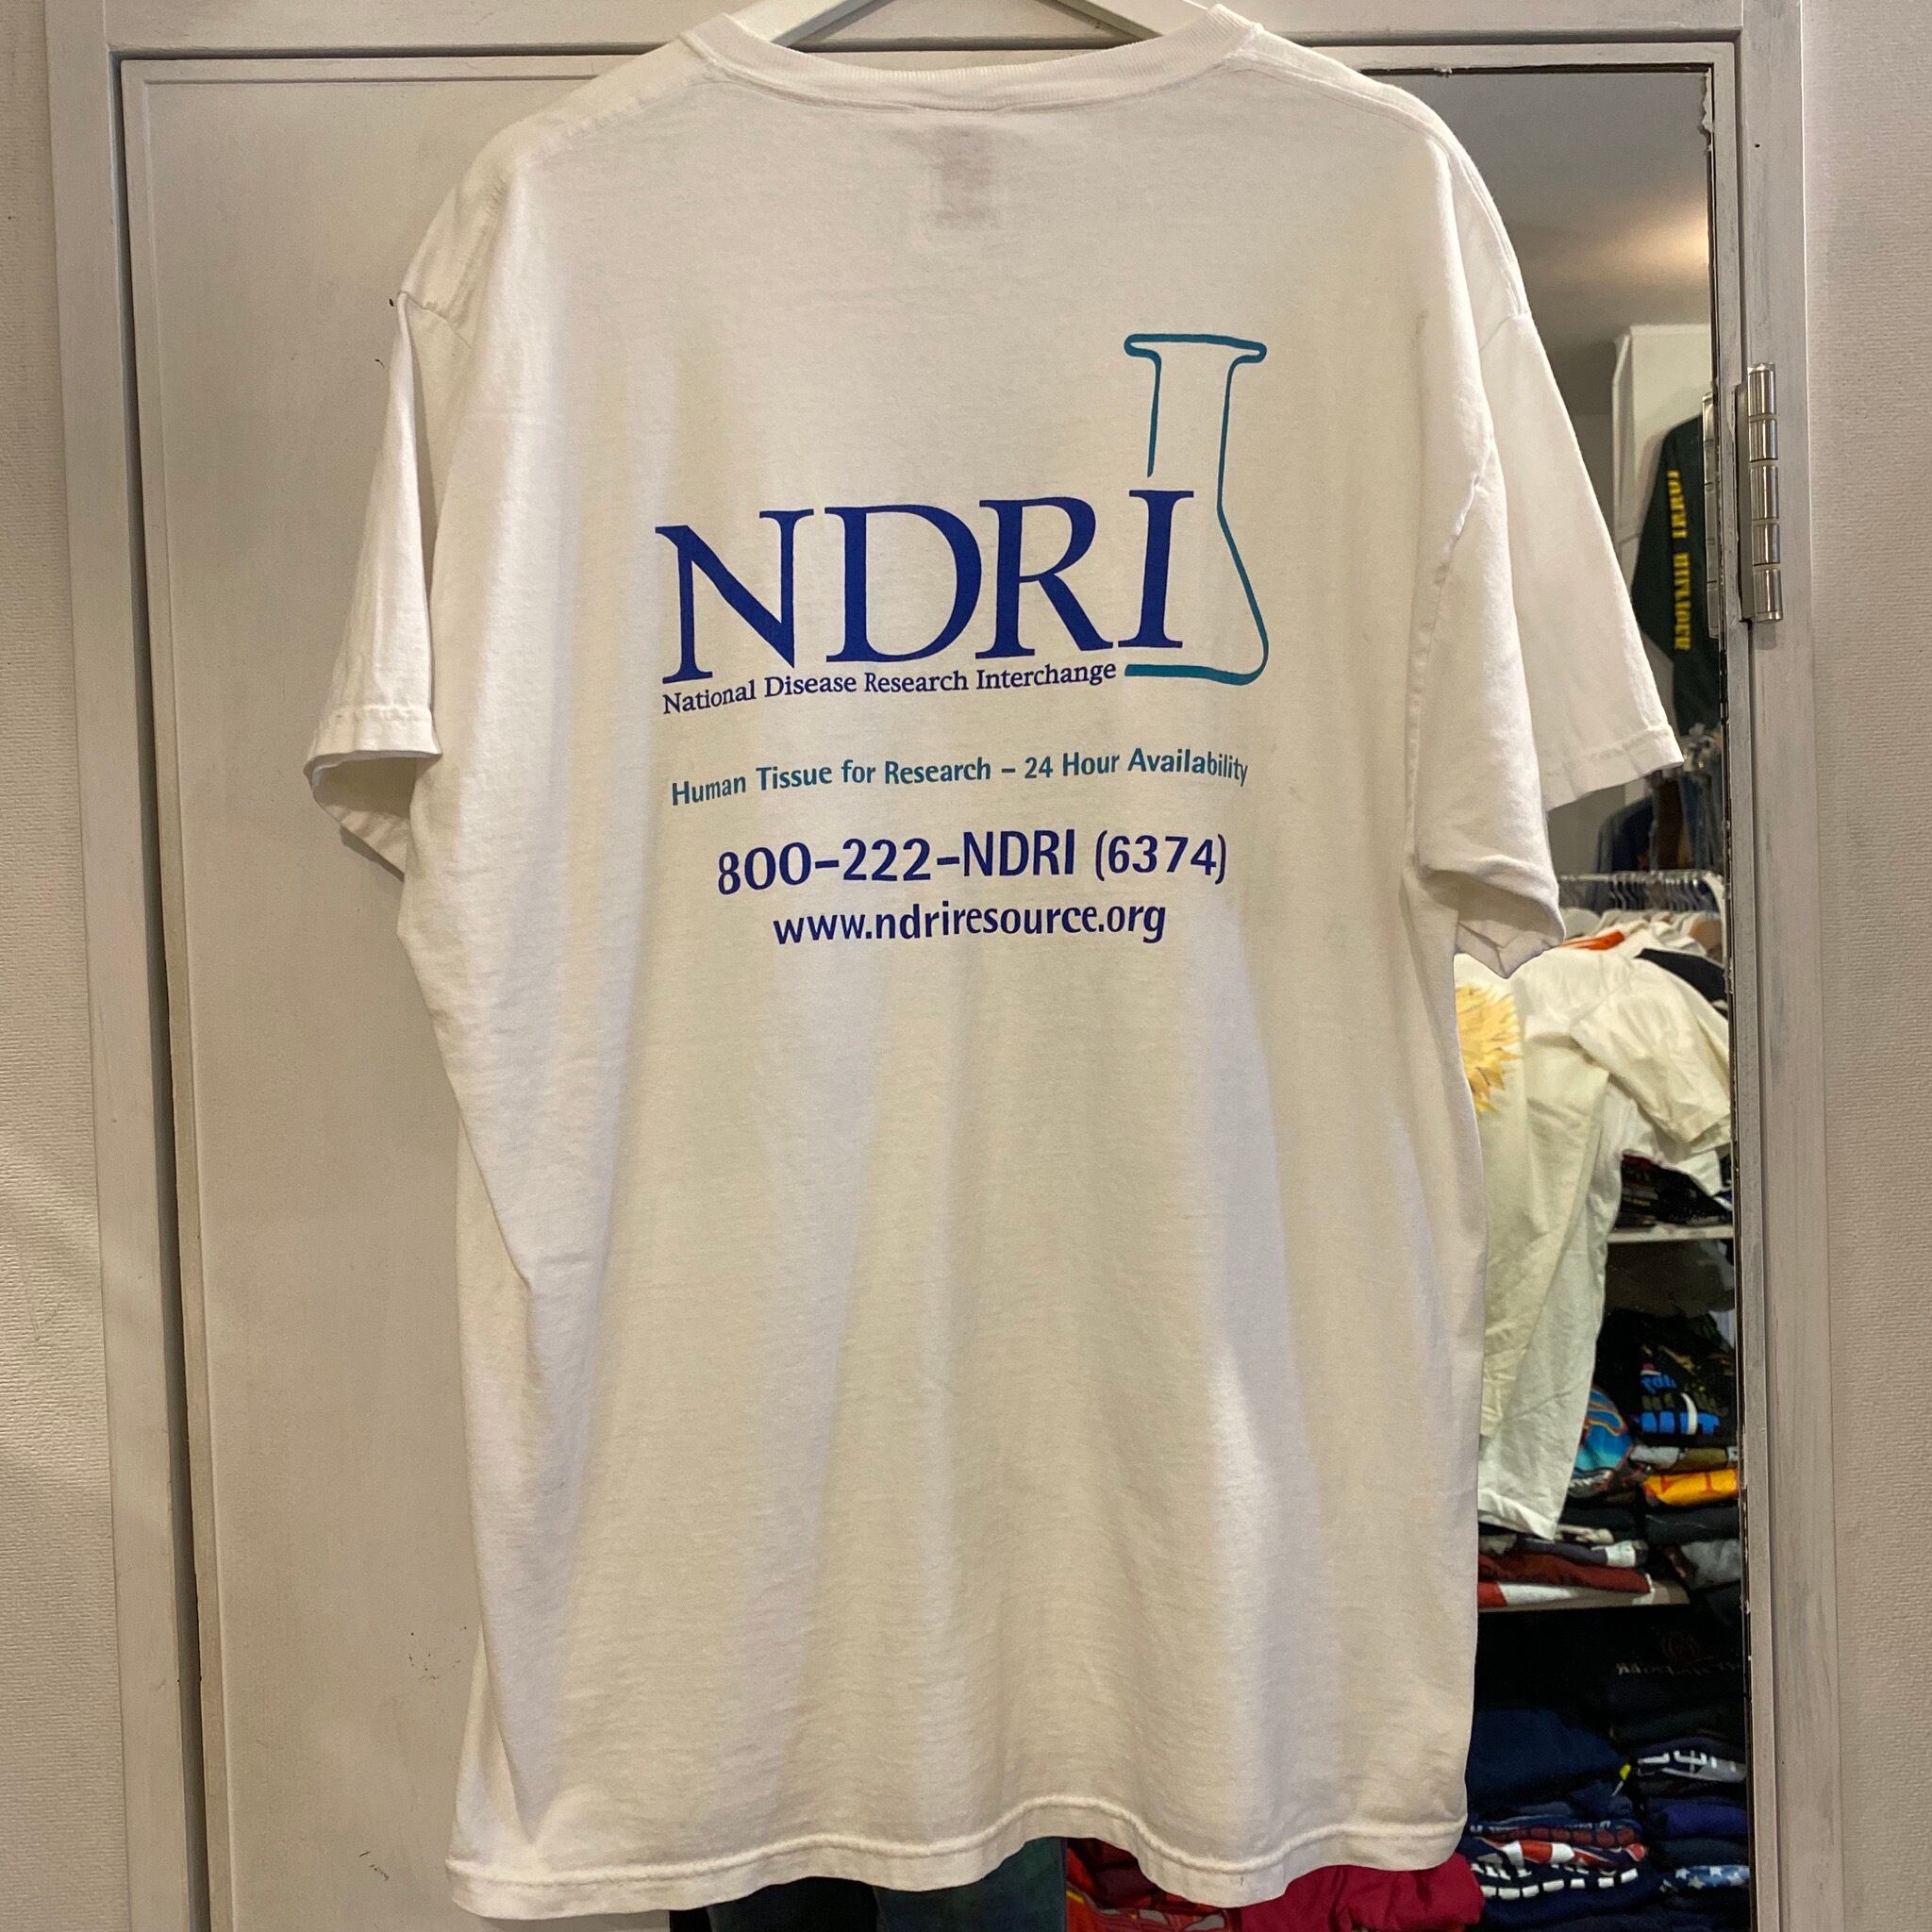 NDRI
National Disease Research Interchange
Human Tissue for Research – 24 Hour Availability
800-222-NDRI (6374)
www.ndriresource.org